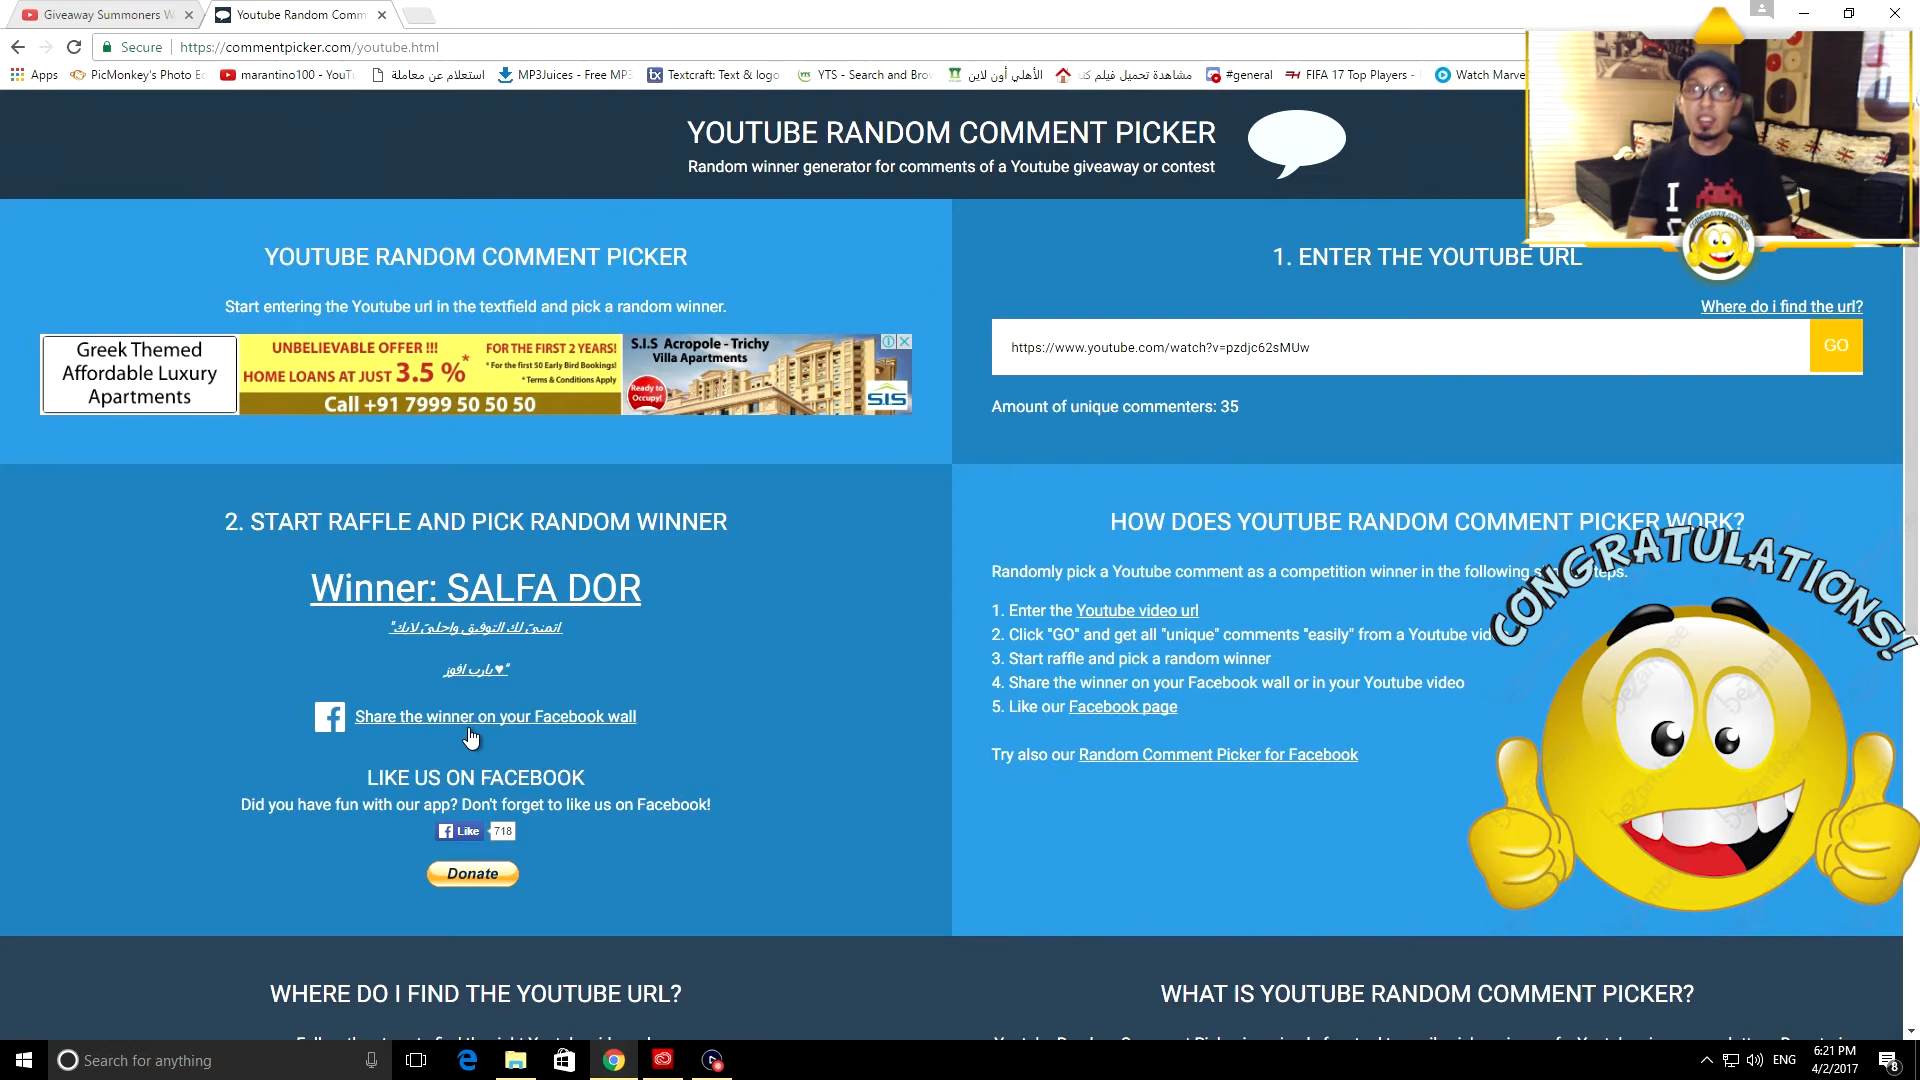 Giveaway Summoners W
Youtube Random Comm
Secure
https://commentpicker.com/youtube.html
Apps
PicMonkey's Photo Ed
marantino100 - YouTu
استعلام عن معاملة
MP3Juices - Free MP3
Textcraft: Text & logo
YTS - Search and Brow
الأهلي أون لاين
مشاهدة تحميل فيلم كند
#general
FIFA 17 Top Players -
Watch Marve
YOUTUBE RANDOM COMMENT PICKER
Random winner generator for comments of a Youtube giveaway or contest
YOUTUBE RANDOM COMMENT PICKER
Start entering the Youtube url in the textfield and pick a random winner.
Greek Themed
Affordable Luxury
Apartments
UNBELIEVABLE OFFER !!!
HOME LOANS AT JUST 3.5 %*
FOR THE FIRST 2 YEARS!
* For the first 50 Early Bird Bookings!
* Terms & Conditions Apply
Call +91 7999 50 50 50
S.I.S Acropole - Trichy
Villa Apartments
Ready to
Occupy!
SIS
1. ENTER THE YOUTUBE URL
Where do i find the url?
https://www.youtube.com/watch?v=pzdjc62sMUw
GO
Amount of unique commenters: 35
2. START RAFFLE AND PICK RANDOM WINNER
Winner: SALFA DOR
"اتمنىَ لك التوفيق واحلىَ لايك
يارب افوز ♥"
Share the winner on your Facebook wall
LIKE US ON FACEBOOK
Did you have fun with our app? Don't forget to like us on Facebook!
Like
718
Donate
HOW DOES YOUTUBE RANDOM COMMENT PICKER WORK?
Randomly pick a Youtube comment as a competition winner in the following steps.
1. Enter the Youtube video url
2. Click "GO" and get all "unique" comments "easily" from a Youtube vid
3. Start raffle and pick a random winner
4. Share the winner on your Facebook wall or in your Youtube video
5. Like our Facebook page
Try also our Random Comment Picker for Facebook
CONGRATULATIONS!
WHERE DO I FIND THE YOUTUBE URL?
WHAT IS YOUTUBE RANDOM COMMENT PICKER?
Search for anything
ENG
6:21 PM
4/2/2017
8